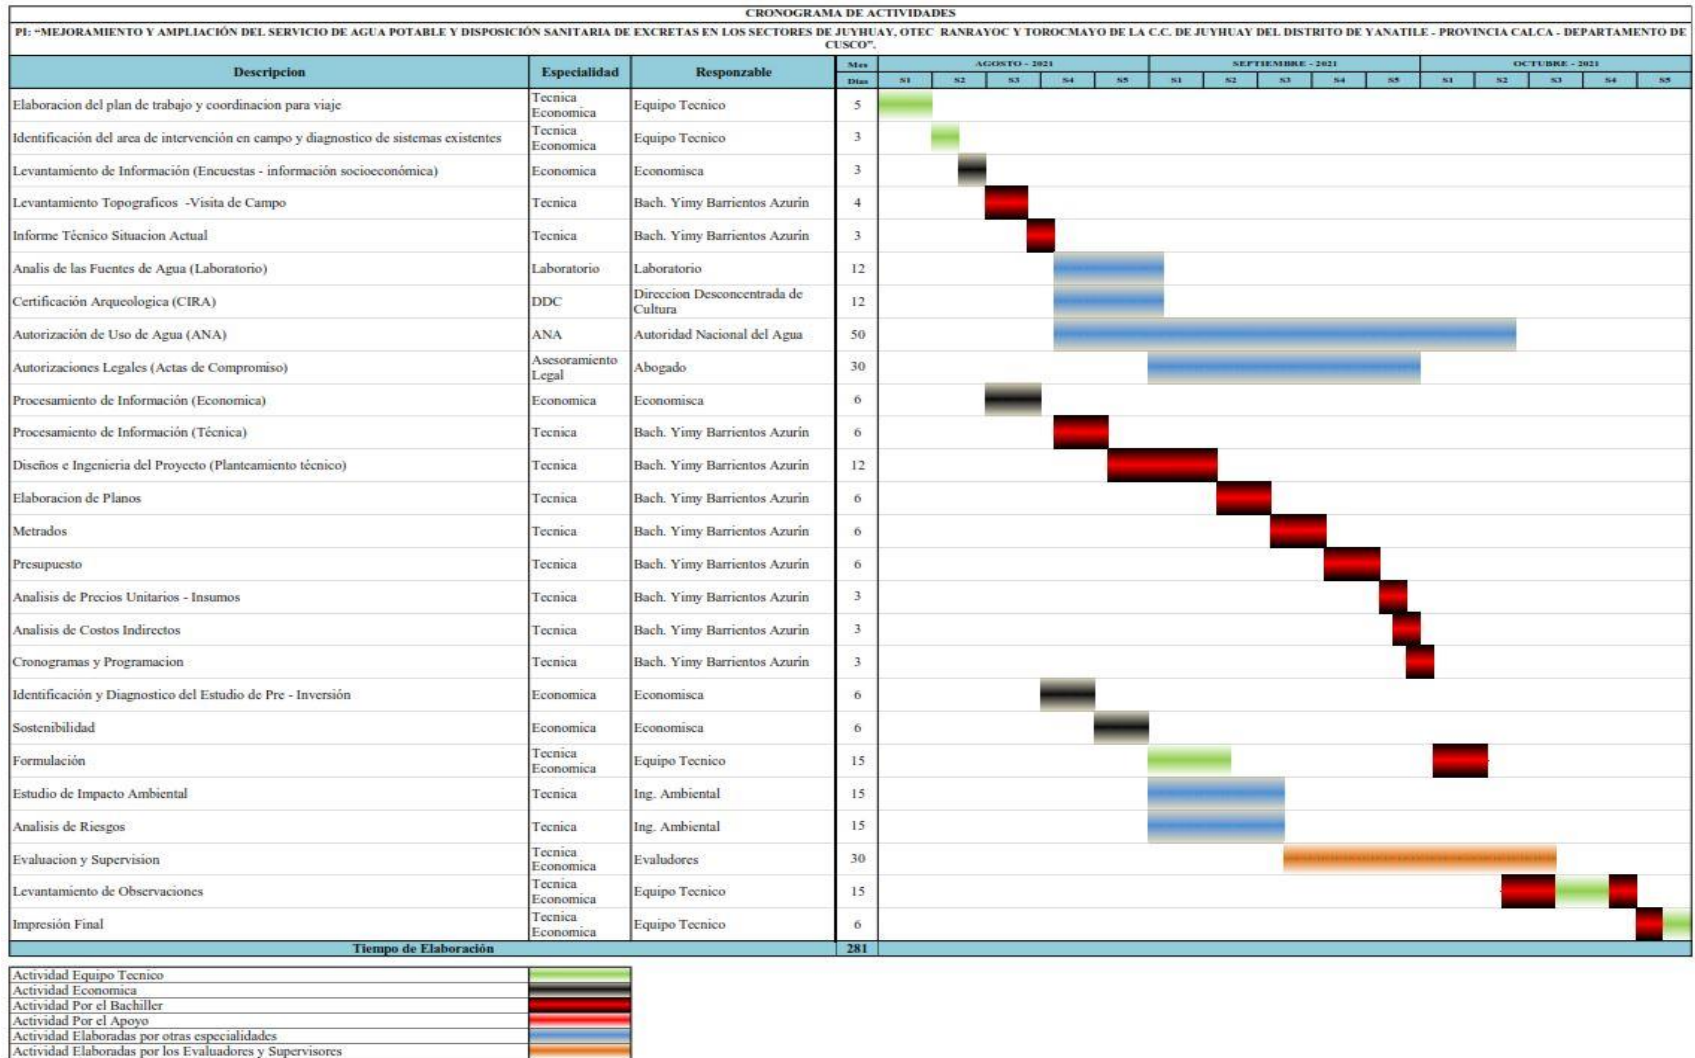 CRONOGRAMA DE ACTIVIDADES
PI: “MEJORAMIENTO Y AMPLIACIÓN DEL SERVICIO DE AGUA POTABLE Y DISPOSICIÓN SANITARIA DE EXCRETAS EN LOS SECTORES DE JUYHUAY, OTEC RANRAYOC Y TOROCMAYO DE LA C.C. DE JUYHUAY DEL DISTRITO DE YANATILE - PROVINCIA CALCA - DEPARTAMENTO DE
CUSCO”.
Descripcion Especialidad Responzable Mes AGOSTO - 2021 SEPTIEMBRE - 2021 OCTUBRE - 2021
Días S1 S2 S3 S4 S5 S1 S2 S3 S4 S5 S1 S2 S3 S4 S5
Elaboracion del plan de trabajo y coordinacion para viaje Tecnica Economica Equipo Tecnico 5
Identificación del area de intervención en campo y diagnostico de sistemas existentes Tecnica Economica Equipo Tecnico 3
Levantamiento de Información (Encuestas - información socioeconómica) Economica Economisca 3
Levantamiento Topograficos -Visita de Campo Tecnica Bach. Yimy Barrientos Azurín 4
Informe Técnico Situacion Actual Tecnica Bach. Yimy Barrientos Azurín 3
Analis de las Fuentes de Agua (Laboratorio) Laboratorio Laboratorio 12
Certificación Arqueologica (CIRA) DDC Direccion Desconcentrada de Cultura 12
Autorización de Uso de Agua (ANA) ANA Autoridad Nacional del Agua 50
Autorizaciones Legales (Actas de Compromiso) Asesoramiento Legal Abogado 30
Procesamiento de Información (Economica) Economica Economisca 6
Procesamiento de Información (Técnica) Tecnica Bach. Yimy Barrientos Azurín 6
Diseños e Ingenieria del Proyecto (Planteamiento técnico) Tecnica Bach. Yimy Barrientos Azurín 12
Elaboracion de Planos Tecnica Bach. Yimy Barrientos Azurín 6
Metrados Tecnica Bach. Yimy Barrientos Azurín 6
Presupuesto Tecnica Bach. Yimy Barrientos Azurín 6
Analisis de Precios Unitarios - Insumos Tecnica Bach. Yimy Barrientos Azurín 3
Analisis de Costos Indirectos Tecnica Bach. Yimy Barrientos Azurín 3
Cronogramas y Programacion Tecnica Bach. Yimy Barrientos Azurín 3
Identificación y Diagnostico del Estudio de Pre - Inversión Economica Economisca 6
Sostenibilidad Economica Economisca 6
Formulación Tecnica Economica Equipo Tecnico 15
Estudio de Impacto Ambiental Tecnica Ing. Ambiental 15
Analisis de Riesgos Tecnica Ing. Ambiental 15
Evaluacion y Supervision Tecnica Economica Evaludores 30
Levantamiento de Observaciones Tecnica Economica Equipo Tecnico 15
Impresión Final Tecnica Economica Equipo Tecnico 6
Tiempo de Elaboración 281
Actividad Equipo Tecnico
Actividad Economica
Actividad Por el Bachiller
Actividad Por el Apoyo
Actividad Elaboradas por otras especialidades
Actividad Elaboradas por los Evaluadores y Supervisores